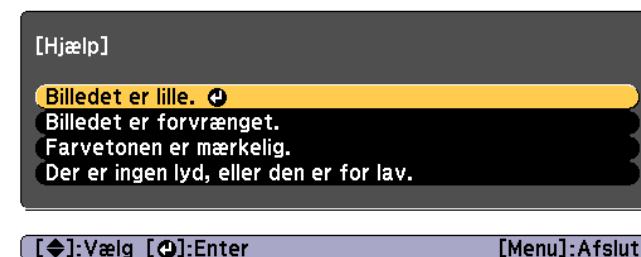 [Hjælp]
Billedet er lille.
Billedet er forvrænget.
Farvetonen er mærkelig.
Der er ingen lyd, eller den er for lav.
[◆]:Vælg [↵]:Enter [Menu]:Afslut